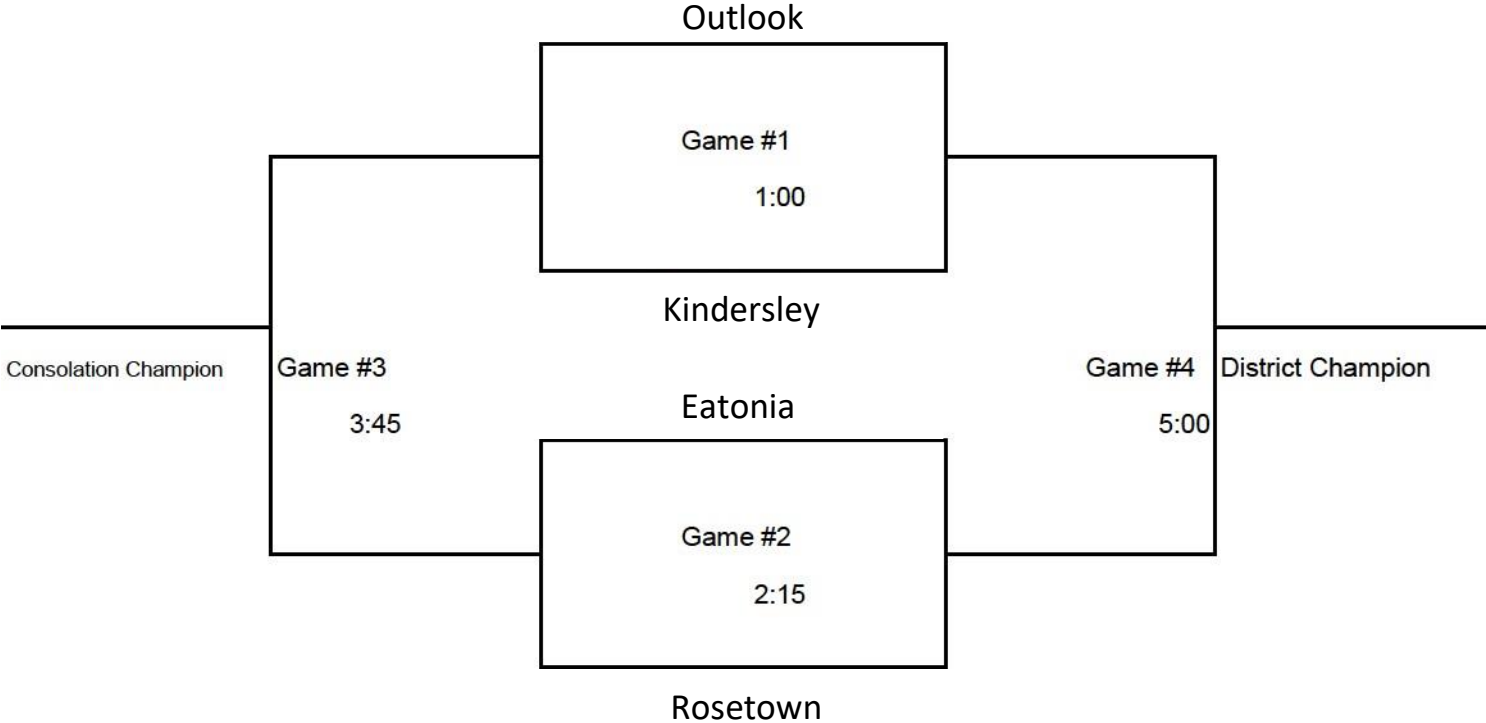 Outlook
Game #1
1:00
Kindersley
Consolation Champion
Game #3
3:45
Game #4
5:00
District Champion
Eatonia
Game #2
2:15
Rosetown